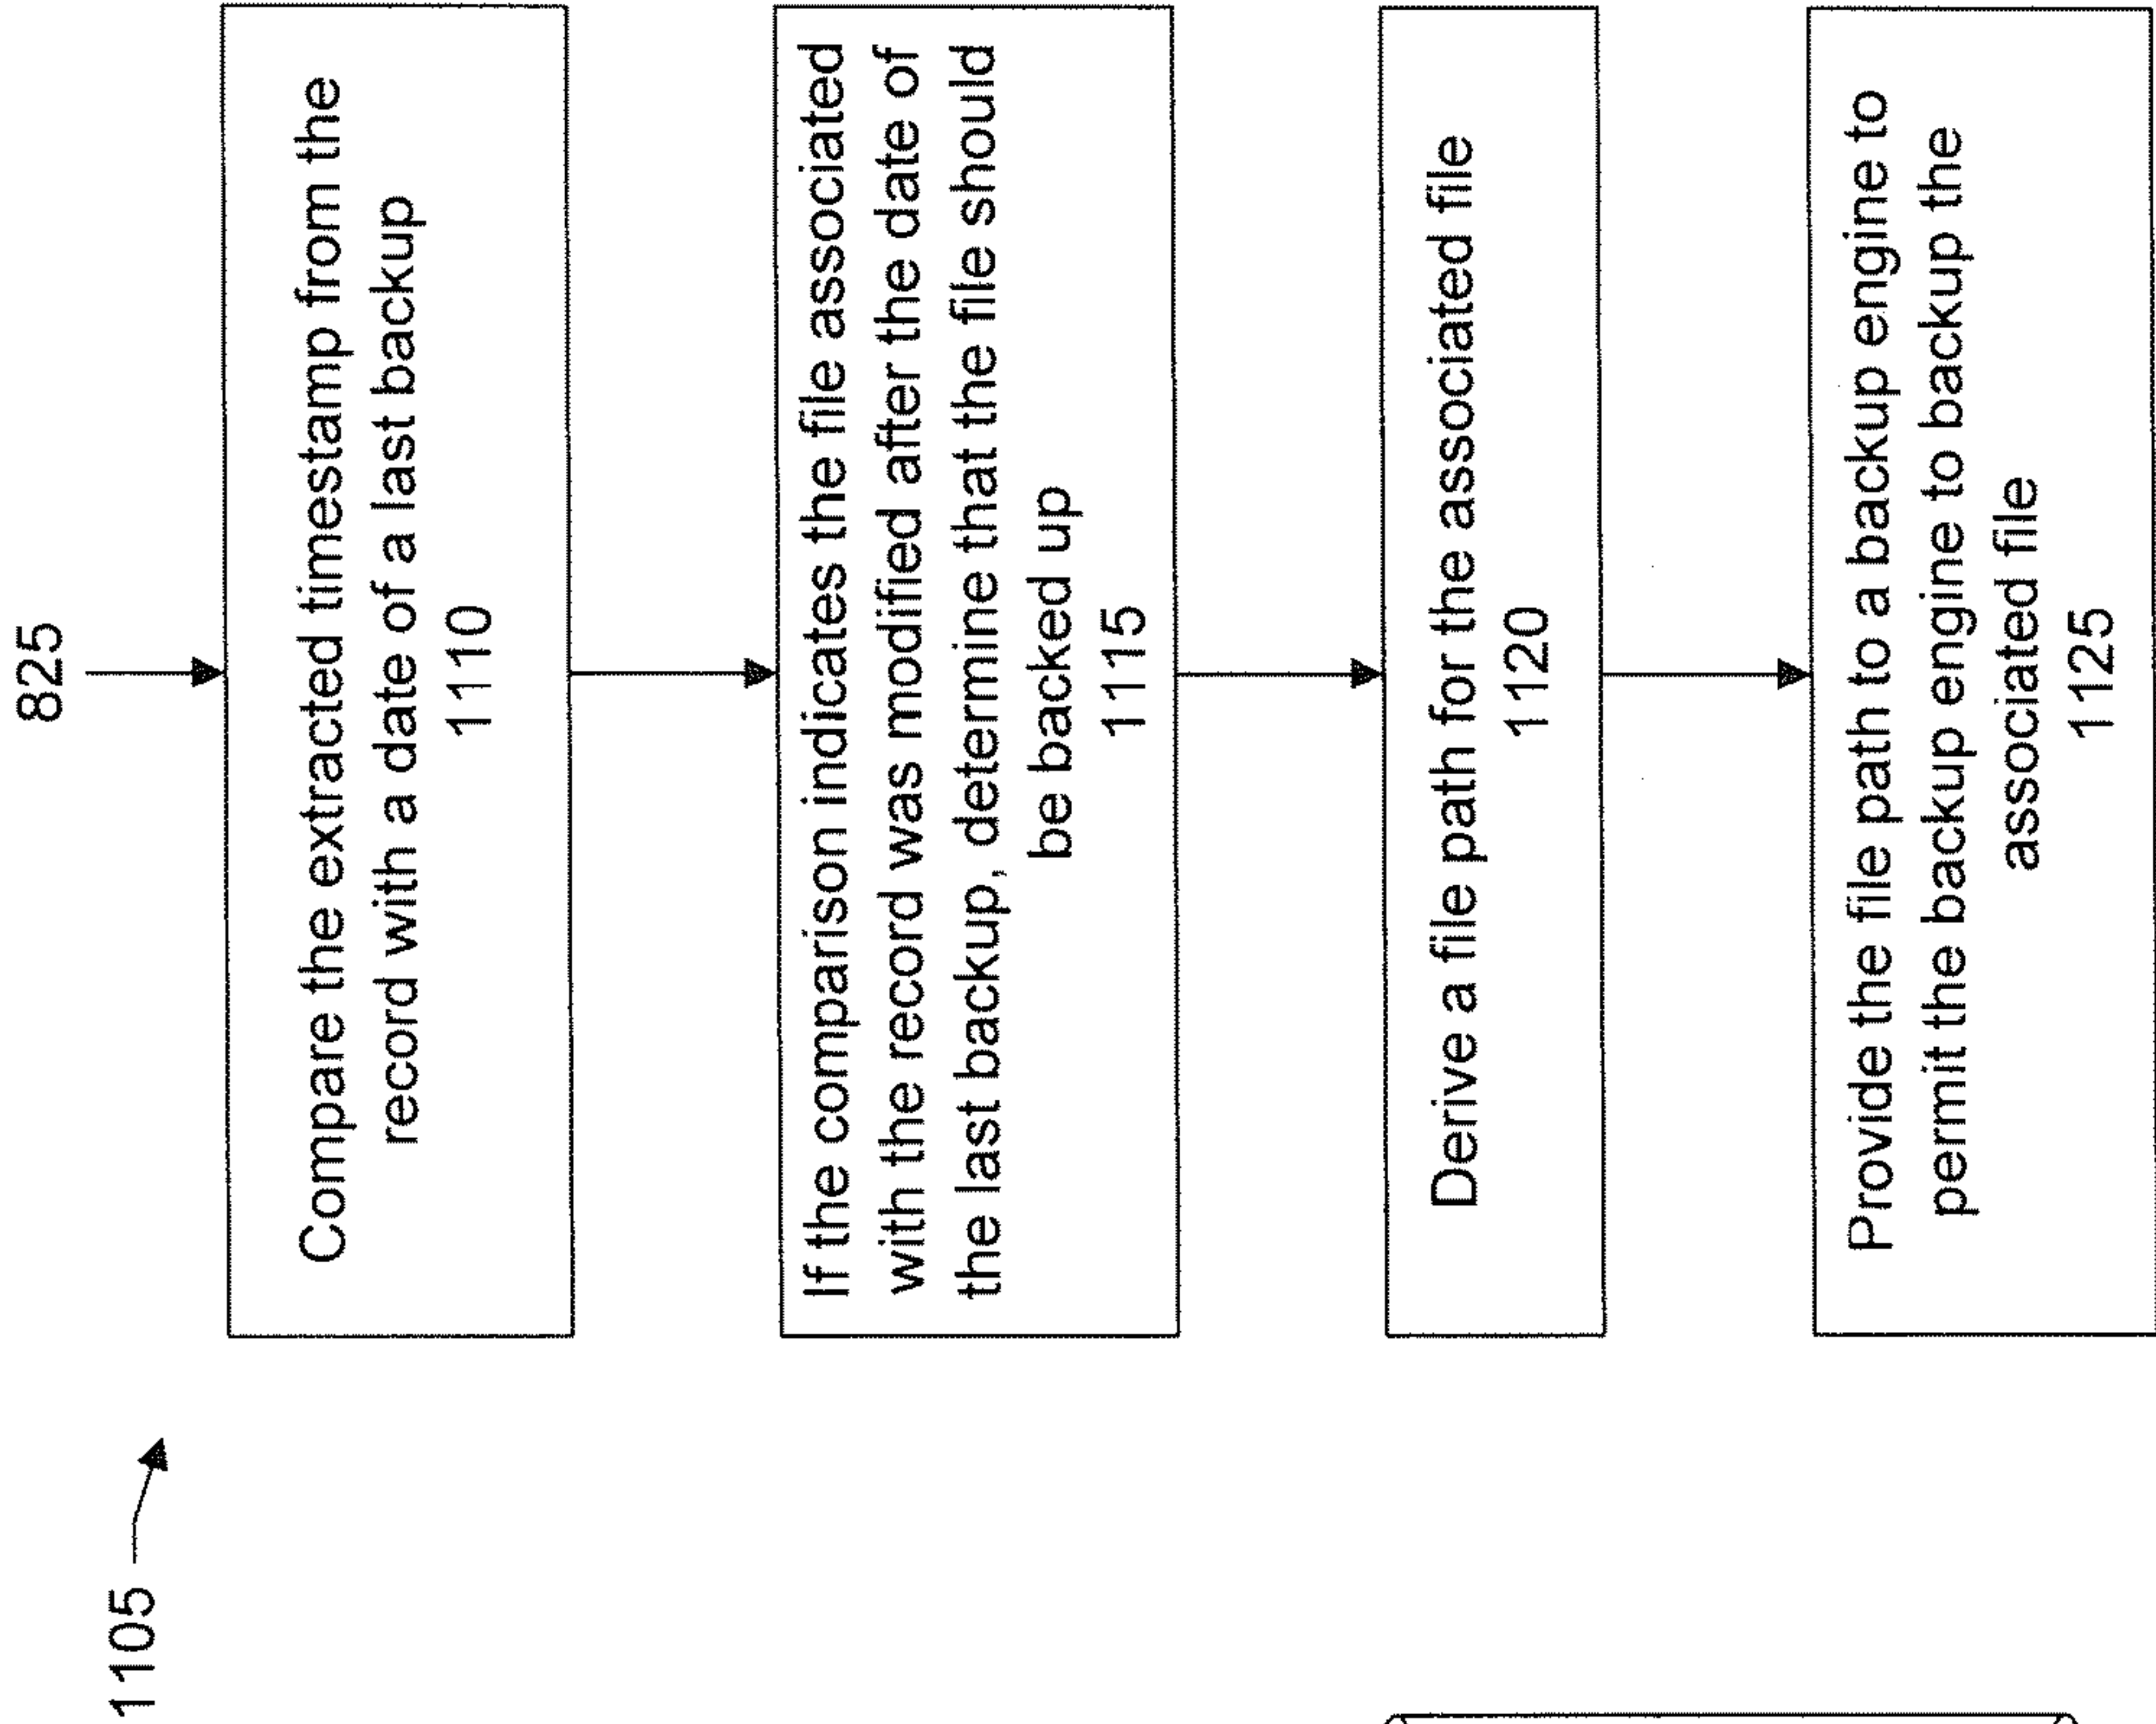 1105
825
Compare the extracted timestamp from the
record with a date of a last backup
1110
If the comparison indicates the file associated
with the record was modified after the date of
the last backup, determine that the file should
be backed up
1115
Derive a file path for the associated file
1120
Provide the file path to a backup engine to
permit the backup engine to backup the
associated file
1125